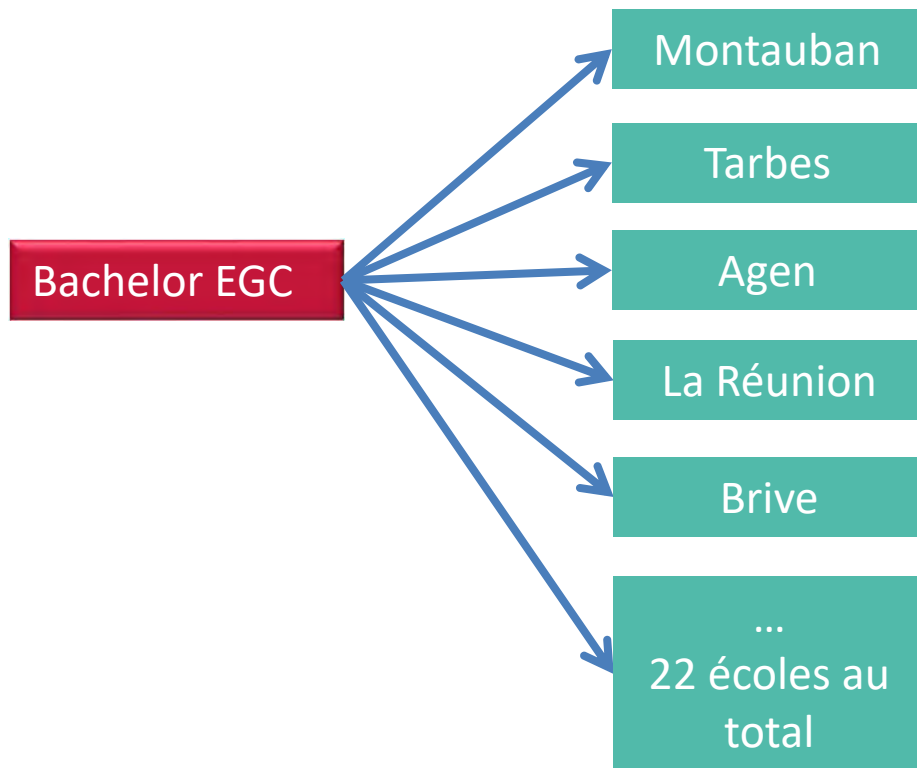 Montauban
Tarbes
Bachelor EGC
Agen
La Réunion
Brive
...
22 écoles au
total